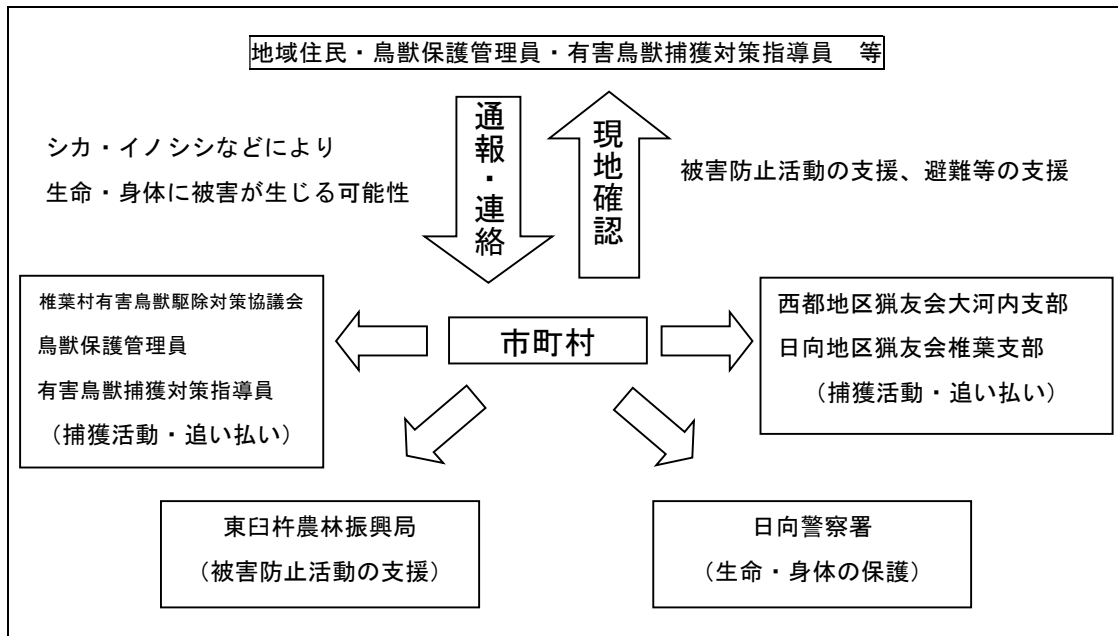 地域住民・鳥獣保護管理員・有害鳥獣捕獲対策指導員　等
通報・連絡
現地確認
シカ・イノシシなどにより
生命・身体に被害が生じる可能性
被害防止活動の支援、避難等の支援
椎葉村有害鳥獣駆除対策協議会
鳥獣保護管理員
有害鳥獣捕獲対策指導員
（捕獲活動・追い払い）
市町村
西都地区猟友会大河内支部
日向地区猟友会椎葉支部
（捕獲活動・追い払い）
東臼杵農林振興局
（被害防止活動の支援）
日向警察署
（生命・身体の保護）